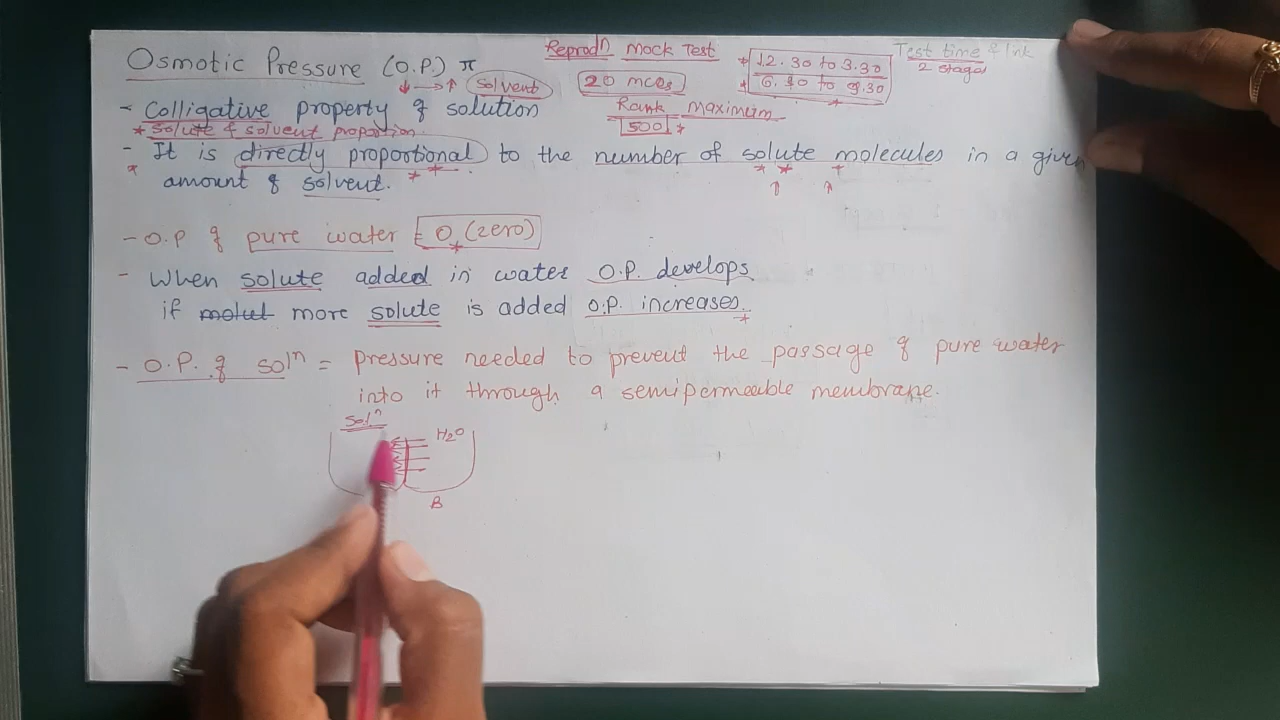 Osmotic Pressure (O.P) π
Reprodⁿ Mock Test
20 mcqs
* 12.30 to 3.30
* 6.30 to 9.30
Test time & link
2 stages
Rank Maximum
500
solvent
- Colligative property of solution
* solute & solvent proportion.
- It is directly proportional to the number of solute molecules in a given
amount of solvent.
- O.P of pure water = 0 (zero)
- When solute added in water O.P. develops
if more solute is added O.P. increases.
- O.P. of solⁿ = pressure needed to prevent the passage of pure water
into it through a semipermeable membrane.
solⁿ
H₂O
B